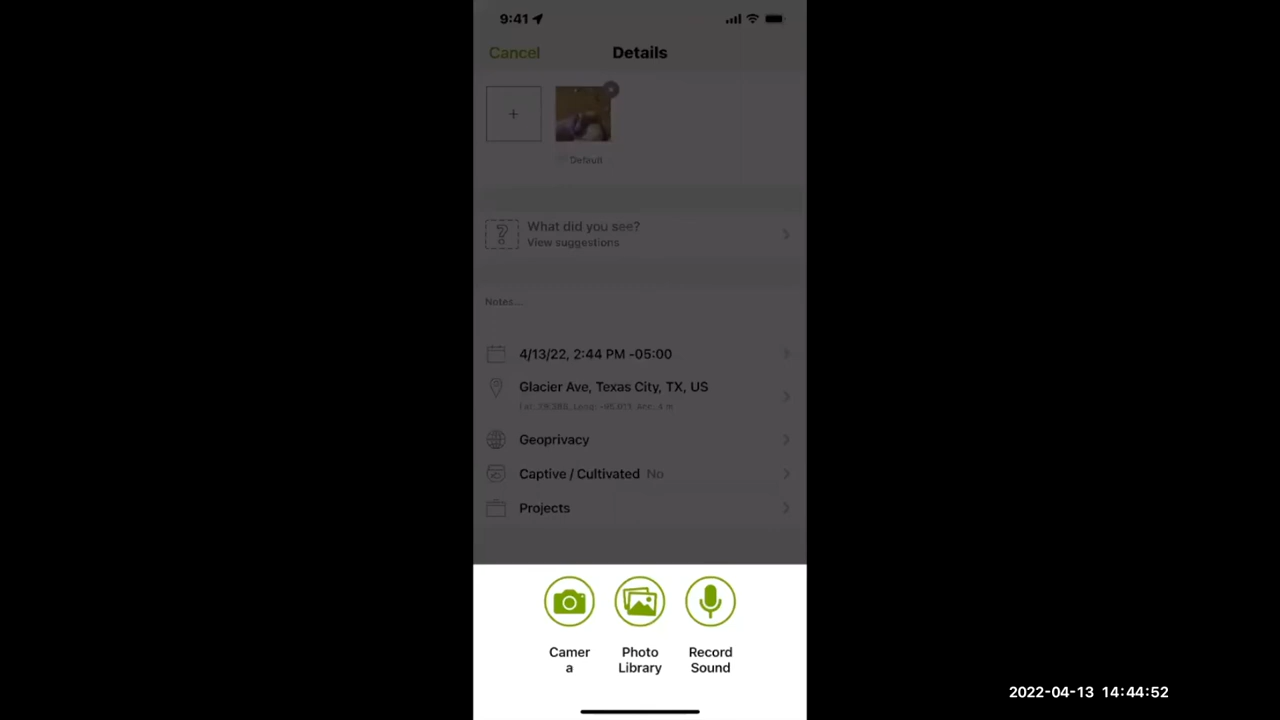 9:41
Cancel
Details
+
Default
?
What did you see?
View suggestions
Notes...
4/13/22, 2:44 PM -05:00
Glacier Ave, Texas City, TX, US
Geoprivacy
Captive / Cultivated No
Projects
Camer
a
Photo
Library
Record
Sound
2022-04-13 14:44:52